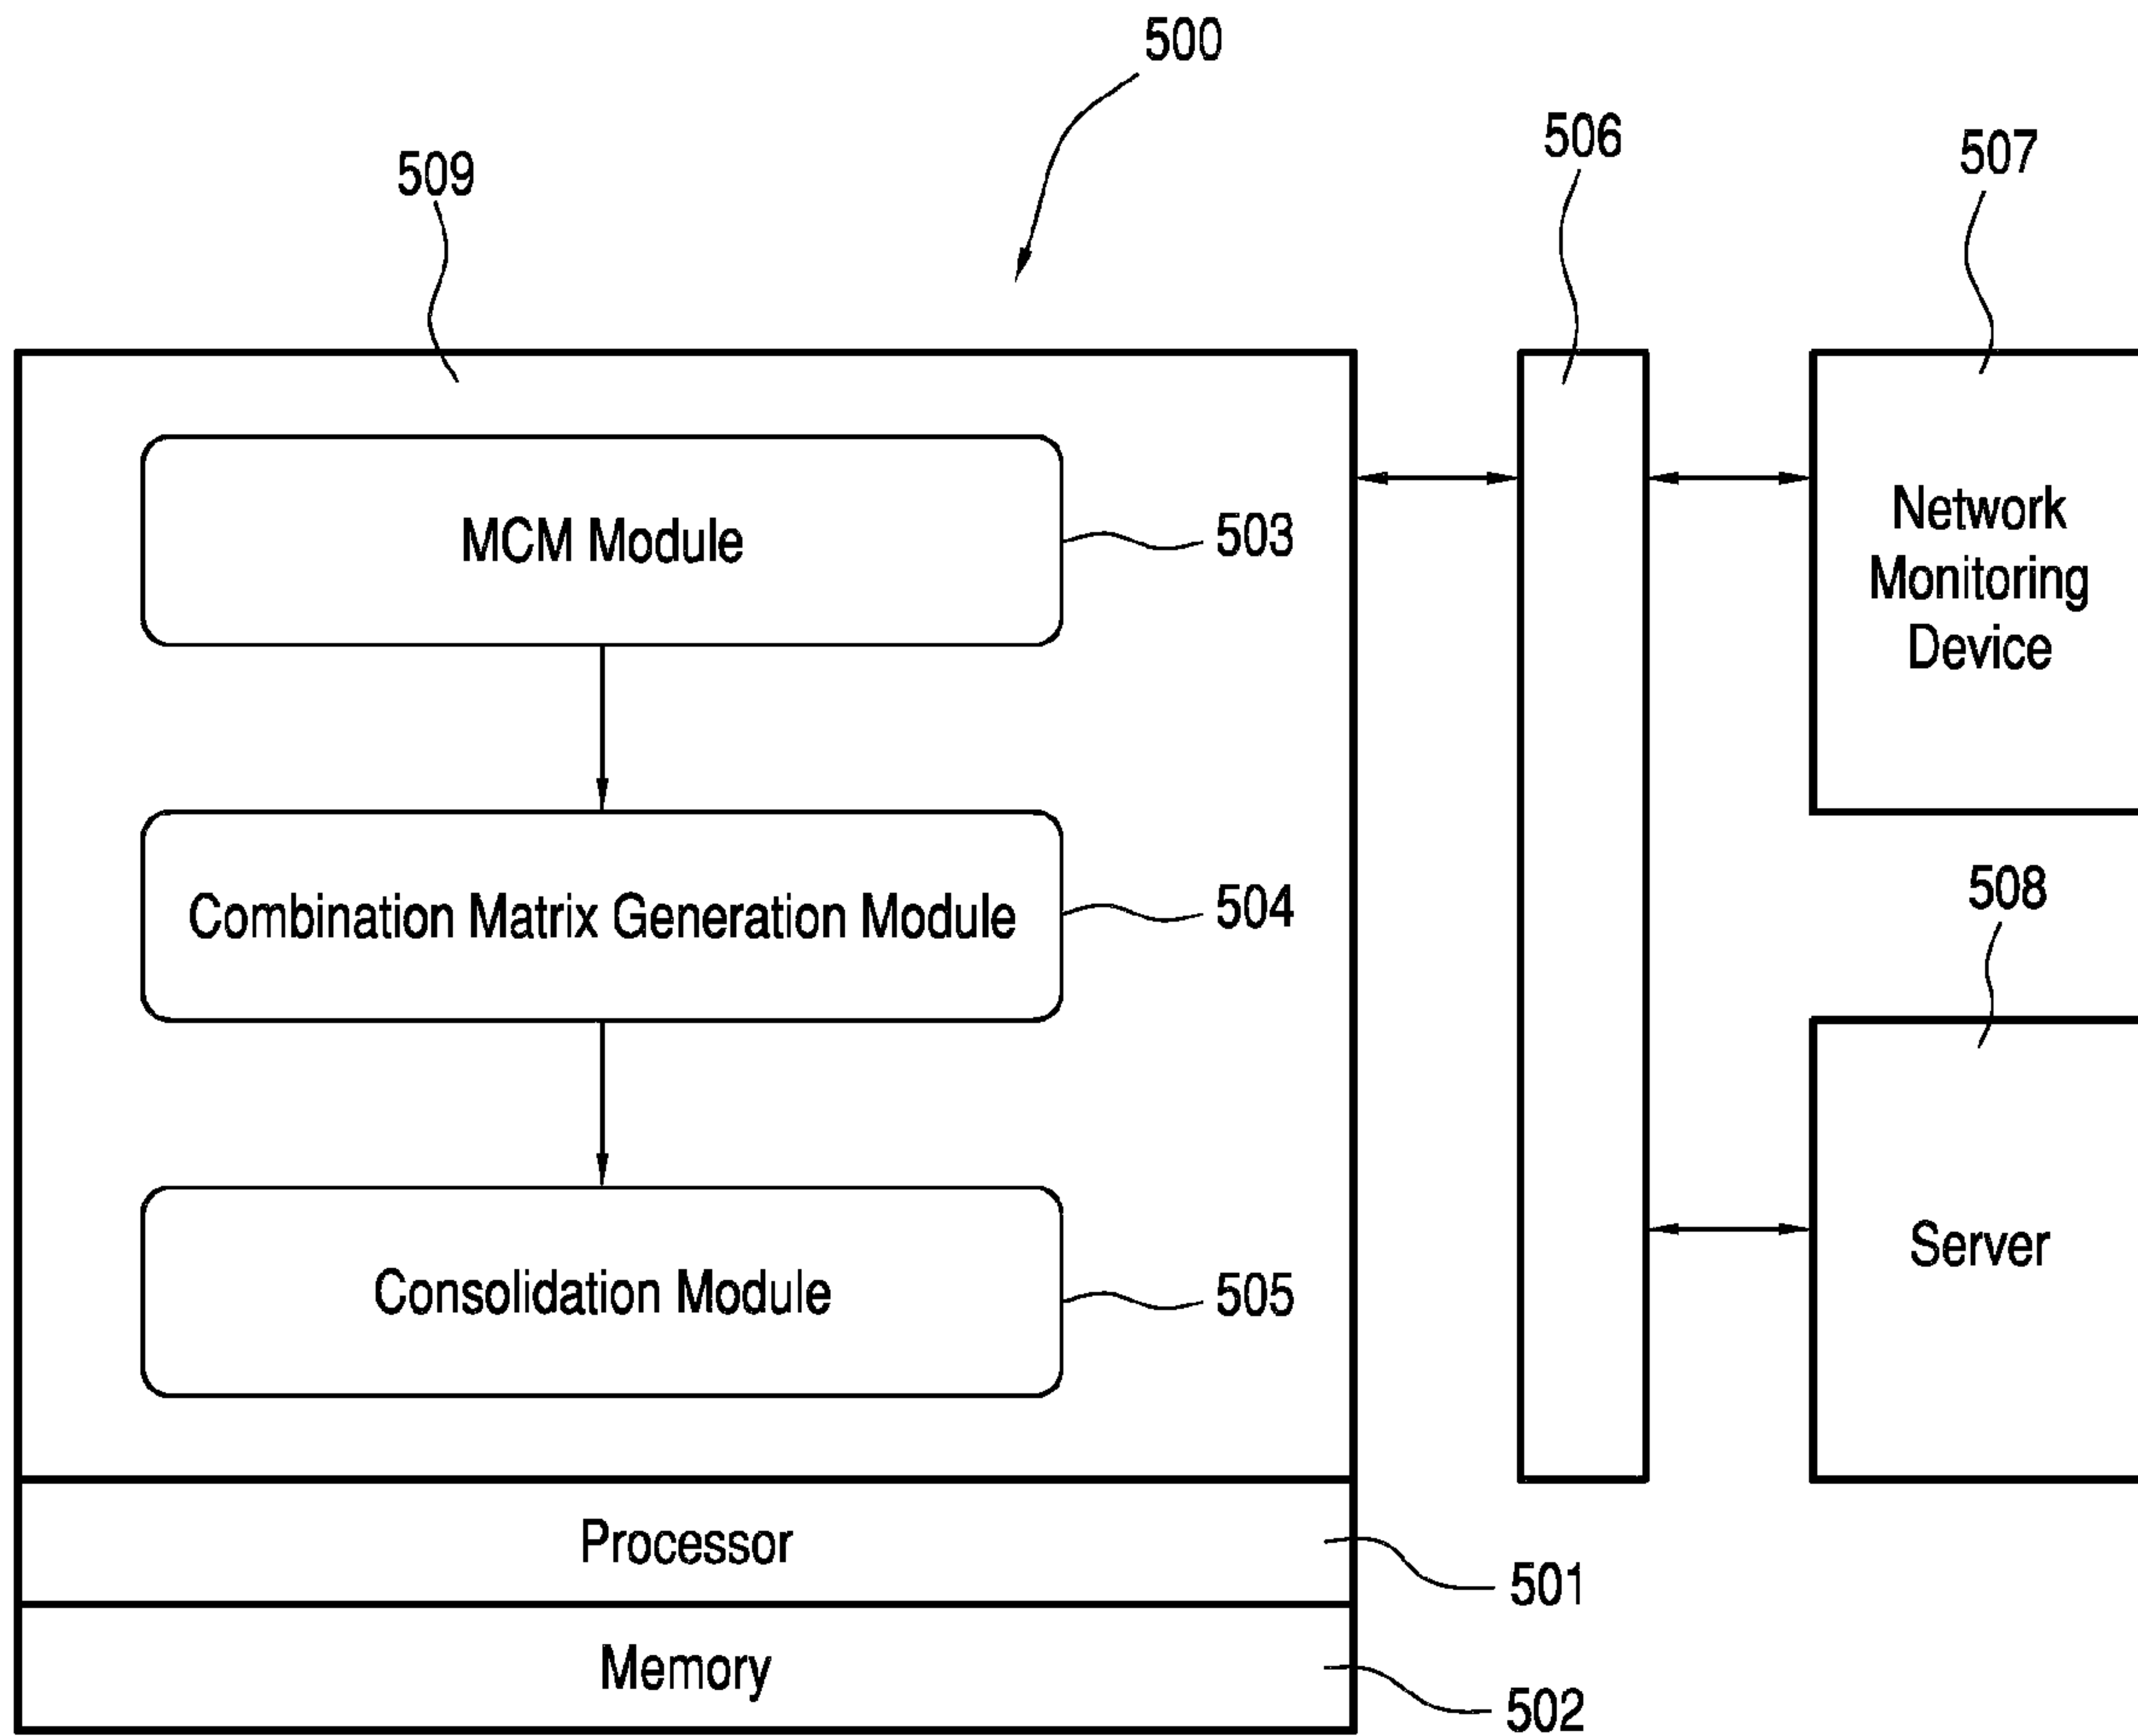 500
506
507
509
MCM Module
503
Network
Monitoring
Device
Combination Matrix Generation Module
504
508
Consolidation Module
505
Server
Processor
501
Memory
502